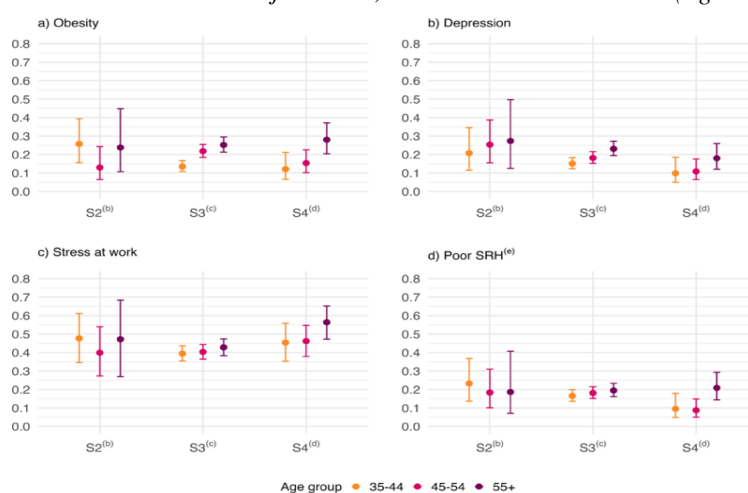 a) Obesity
b) Depression
0.8 0.8
0.7 0.7
0.6 0.6
0.5 0.5
0.4 0.4
0.3 0.3
0.2 0.2
0.1 0.1
0.0 0.0
S2(b) S3(c) S4(d) S2(b) S3(c) S4(d)
c) Stress at work
d) Poor SRH(e)
0.8 0.8
0.7 0.7
0.6 0.6
0.5 0.5
0.4 0.4
0.3 0.3
0.2 0.2
0.1 0.1
0.0 0.0
S2(b) S3(c) S4(d) S2(b) S3(c) S4(d)
Age group 35-44 45-54 55+